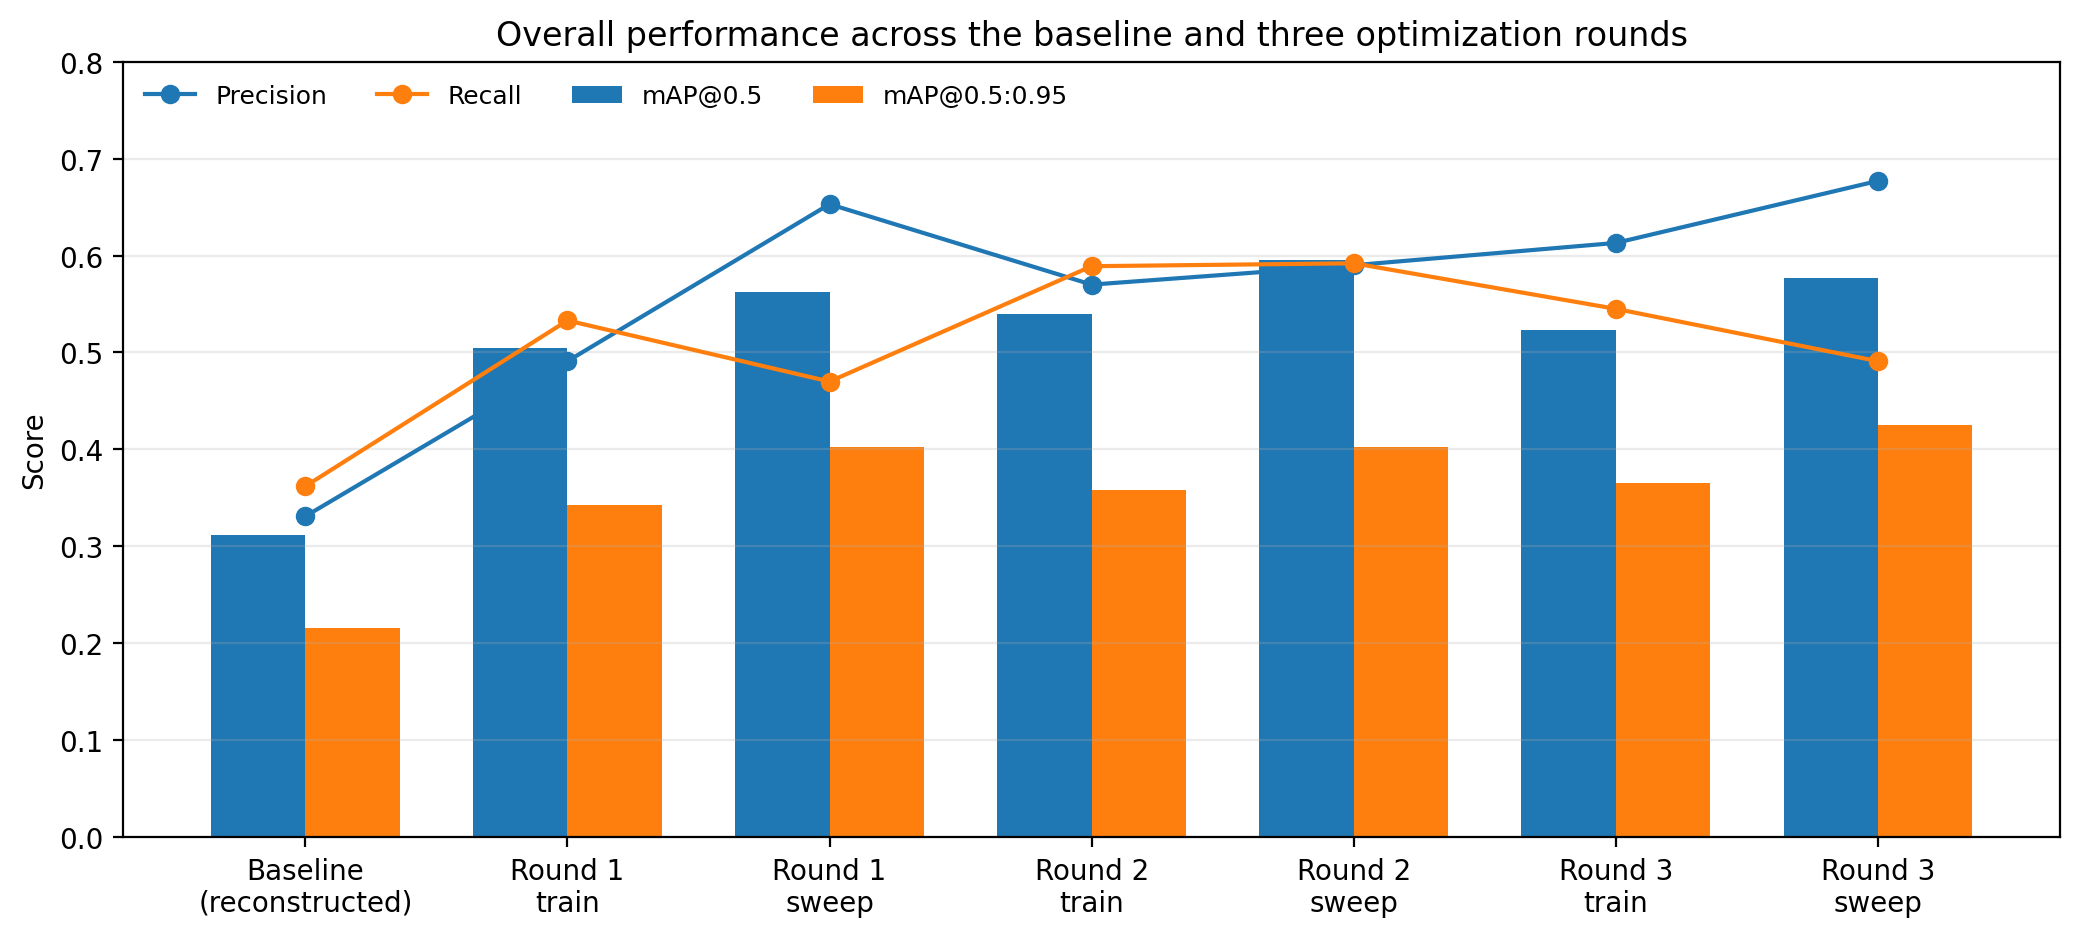 Overall performance across the baseline and three optimization rounds
Precision Recall mAP@0.5 mAP@0.5:0.95
Score
0.8
0.7
0.6
0.5
0.4
0.3
0.2
0.1
0.0
Baseline
(reconstructed)
Round 1
train
Round 1
sweep
Round 2
train
Round 2
sweep
Round 3
train
Round 3
sweep